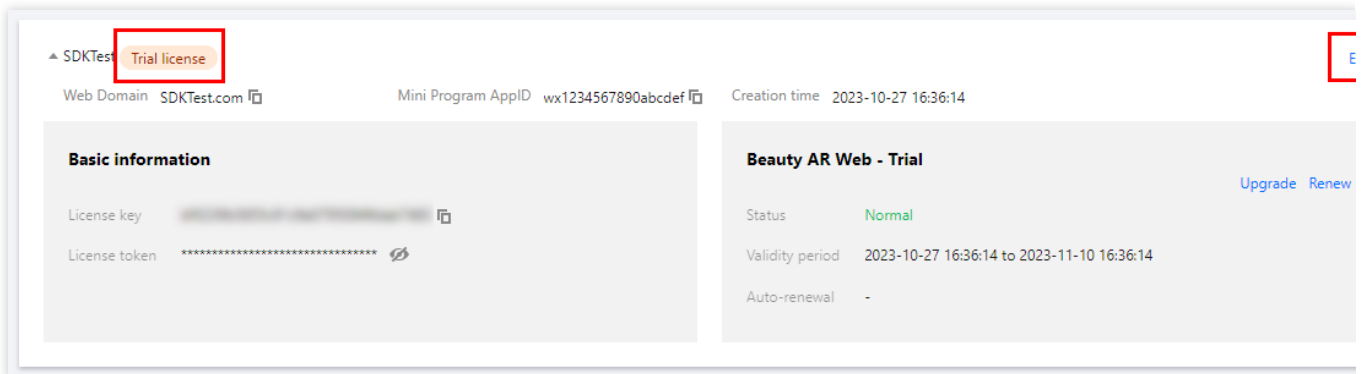 SDKTest Trial license E
Web Domain SDKTest.com Mini Program AppID wx1234567890abcdef Creation time 2023-10-27 16:36:14
Basic information
License key
License token ********************************
Beauty AR Web - Trial
Upgrade Renew
Status Normal
Validity period 2023-10-27 16:36:14 to 2023-11-10 16:36:14
Auto-renewal -